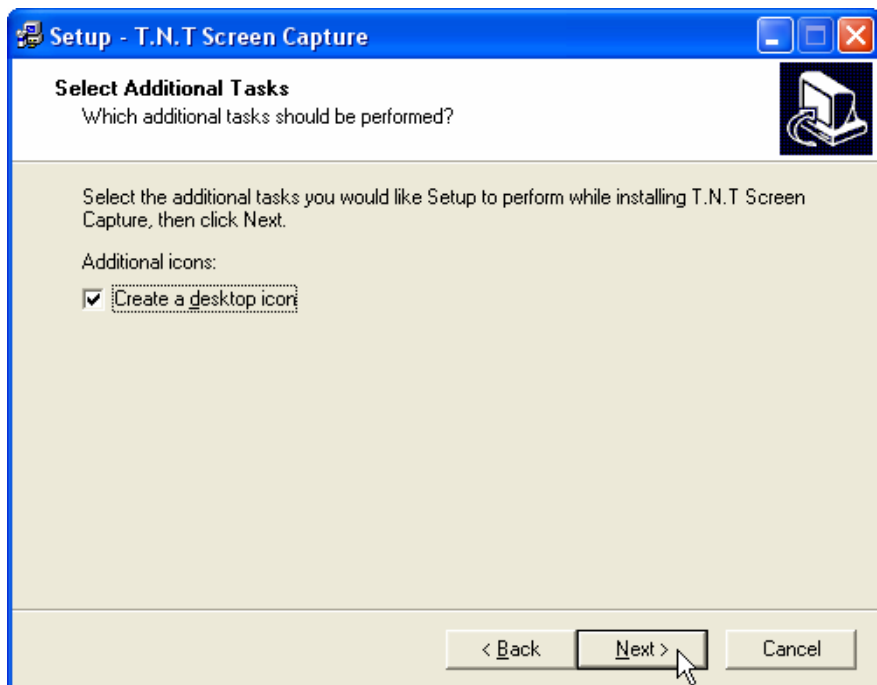 Setup - T.N.T Screen Capture
Select Additional Tasks
Which additional tasks should be performed?
Select the additional tasks you would like Setup to perform while installing T.N.T Screen
Capture, then click Next.
Additional icons:
Create a desktop icon
< Back Next > Cancel